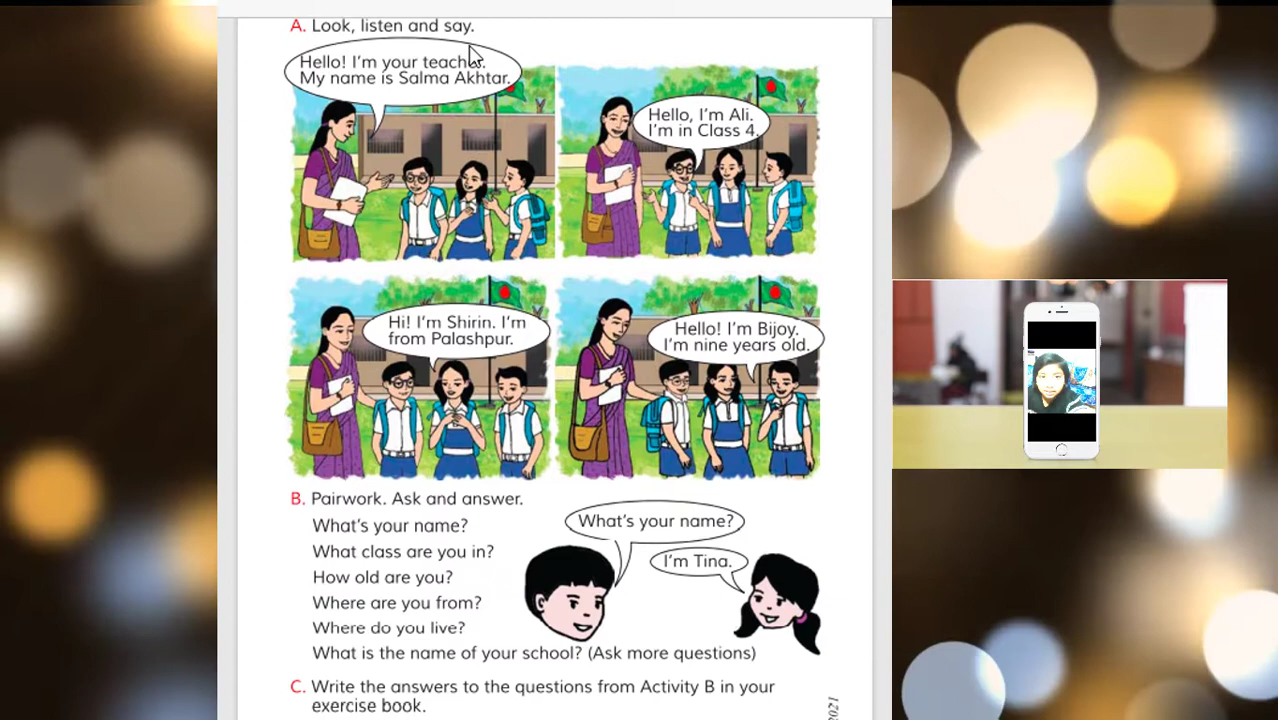 A. Look, listen and say.
Hello! I'm your teacher.
My name is Salma Akhtar.
Hello, I'm Ali.
I'm in Class 4.
Hi! I'm Shirin. I'm
from Palashpur.
Hello! I'm Bijoy.
I'm nine years old.
B. Pairwork. Ask and answer.
What's your name?
What class are you in?
How old are you?
Where are you from?
Where do you live?
What is the name of your school? (Ask more questions)
What's your name?
I'm Tina.
C. Write the answers to the questions from Activity B in your
exercise book.
2021